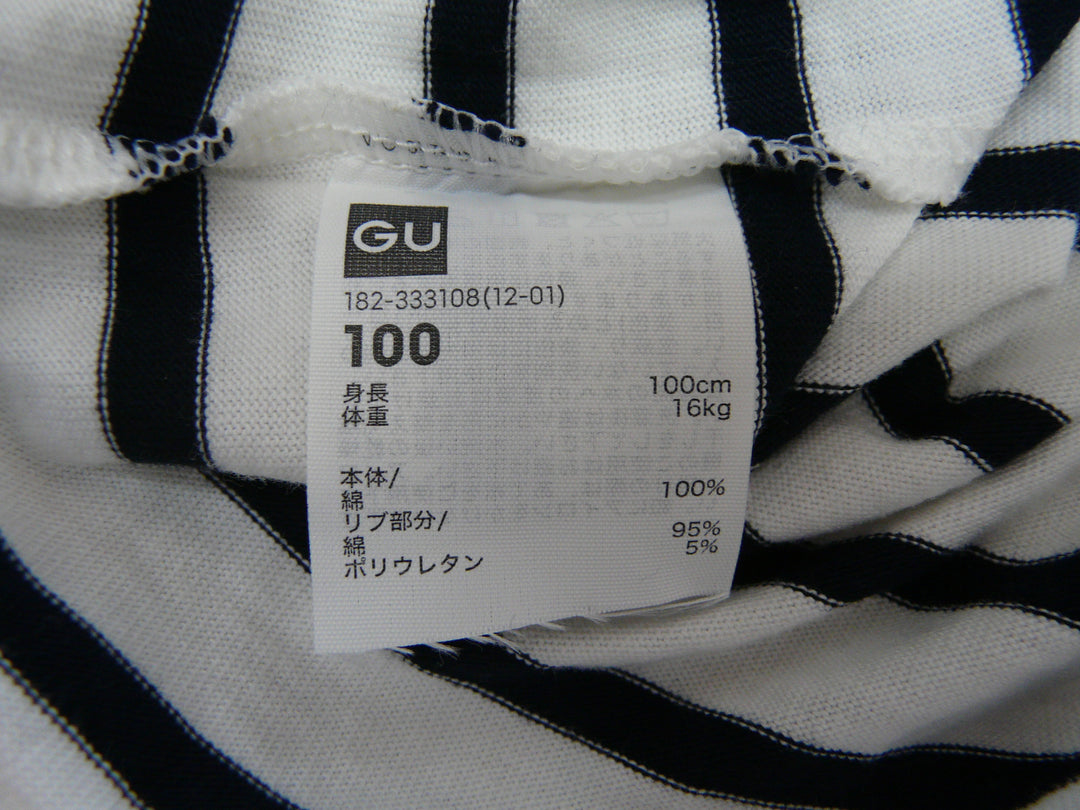 GU
182-333108(12-01)
100
身長 100cm
体重 16kg
本体/
綿 100%
リブ部分/
綿 95%
ポリウレタン 5%